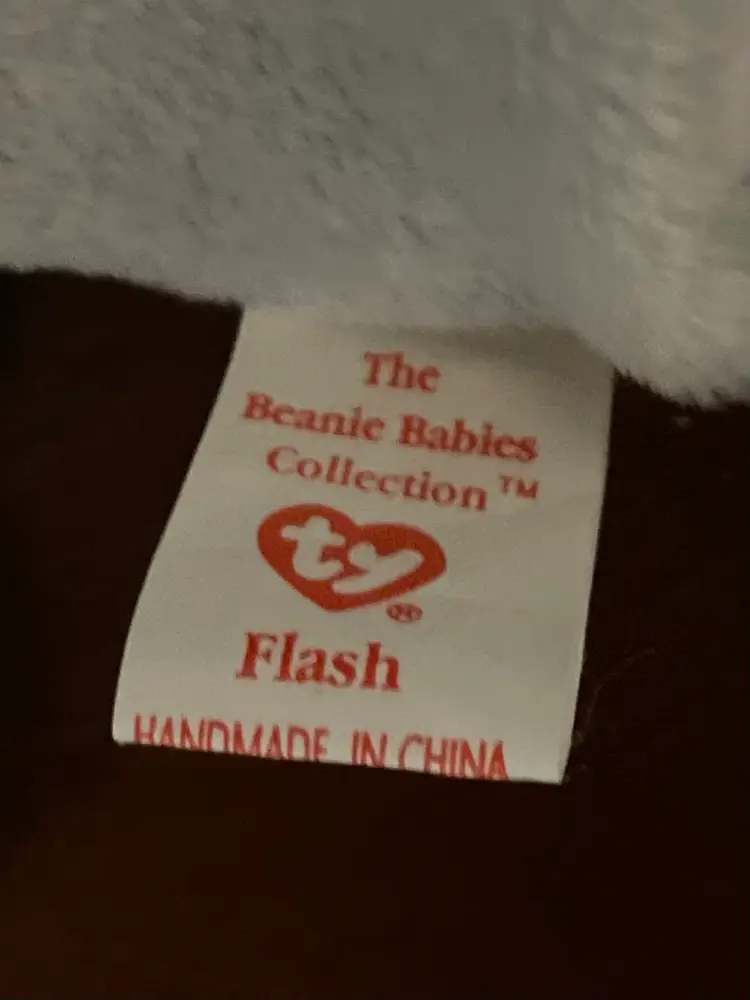 The
Beanie Babies
Collection™
ty®
Flash
HANDMADE IN CHINA